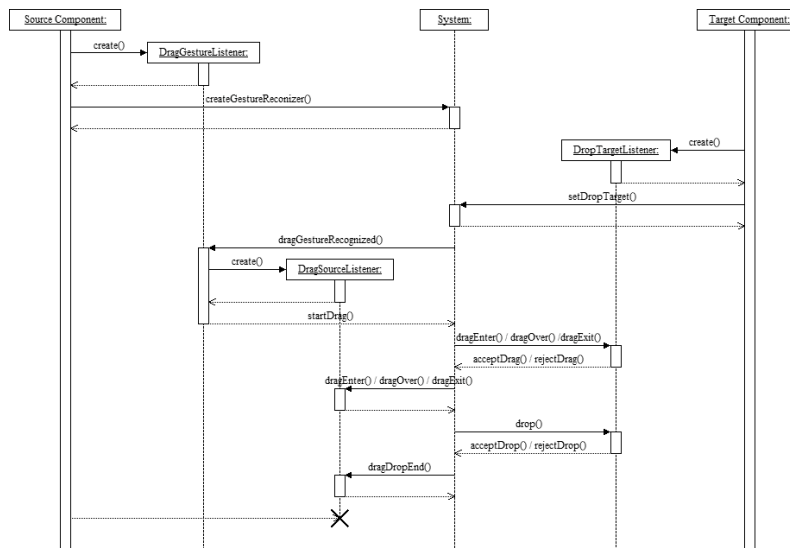 Source Component:
System:
Target Component:
create()
DragGestureListener:
createGestureReconizer()
create()
DropTargetListener:
setDropTarget()
dragGestureRecognized()
create()
DragSourceListener:
startDrag()
dragEnter() / dragOver() /dragExit()
acceptDrag() / rejectDrag()
dragEnter() / dragOver() / dragExit()
drop()
acceptDrop() / rejectDrop()
dragDropEnd()